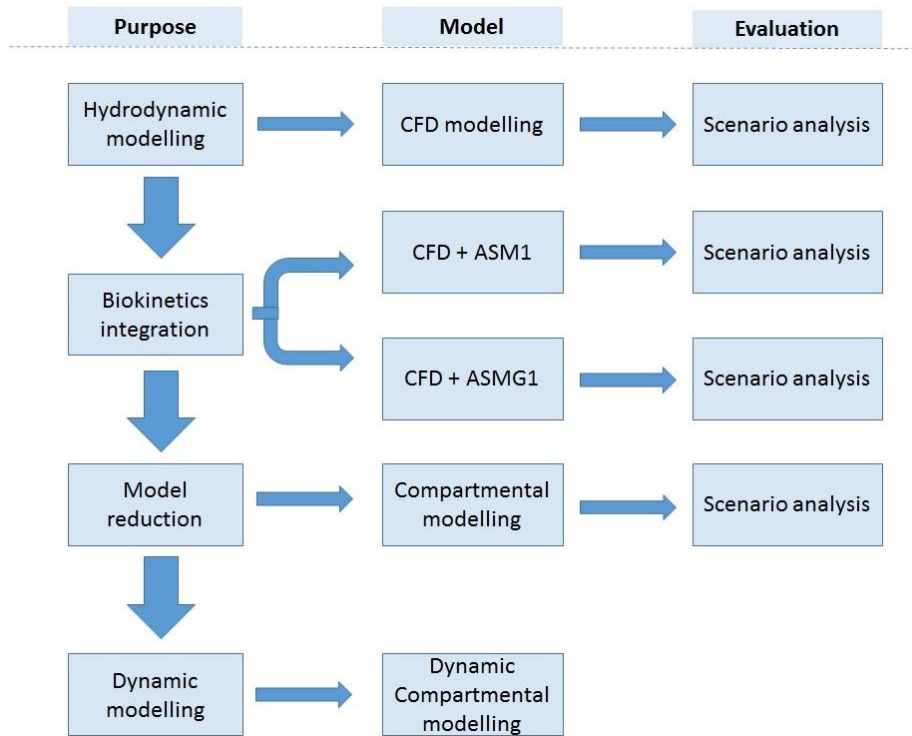 Purpose
Model
Evaluation
Hydrodynamic
modelling
CFD modelling
Scenario analysis
Biokinetics
integration
CFD + ASM1
Scenario analysis
CFD + ASMG1
Scenario analysis
Model
reduction
Compartmental
modelling
Scenario analysis
Dynamic
modelling
Dynamic
Compartmental
modelling